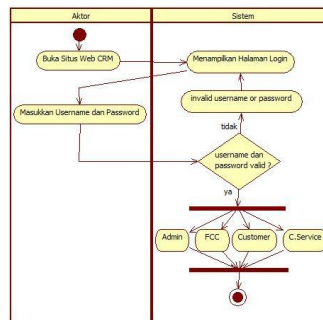 Aktor
Sistem
Buka Situs Web CRM
Menampilkan Halaman Login
invalid username or password
Masukkan Username dan Password
tidak
username dan
password valid ?
ya
Admin
FCC
Customer
C.Service